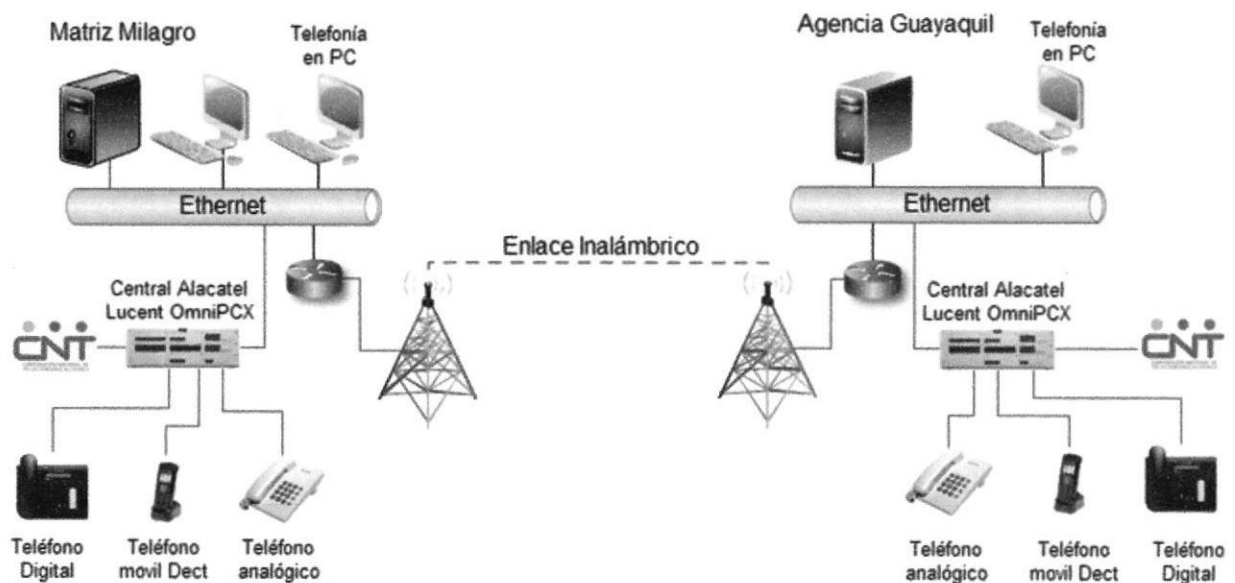 Matriz Milagro
Telefonía
en PC
Ethernet
Central Alacatel
Lucent OmniPCX
CNT
Teléfono
Digital
Teléfono
movil Dect
Teléfono
analógico
Enlace Inalámbrico
Agencia Guayaquil
Telefonía
en PC
Ethernet
Central Alacatel
Lucent OmniPCX
CNT
Teléfono
analógico
Teléfono
movil Dect
Teléfono
Digital